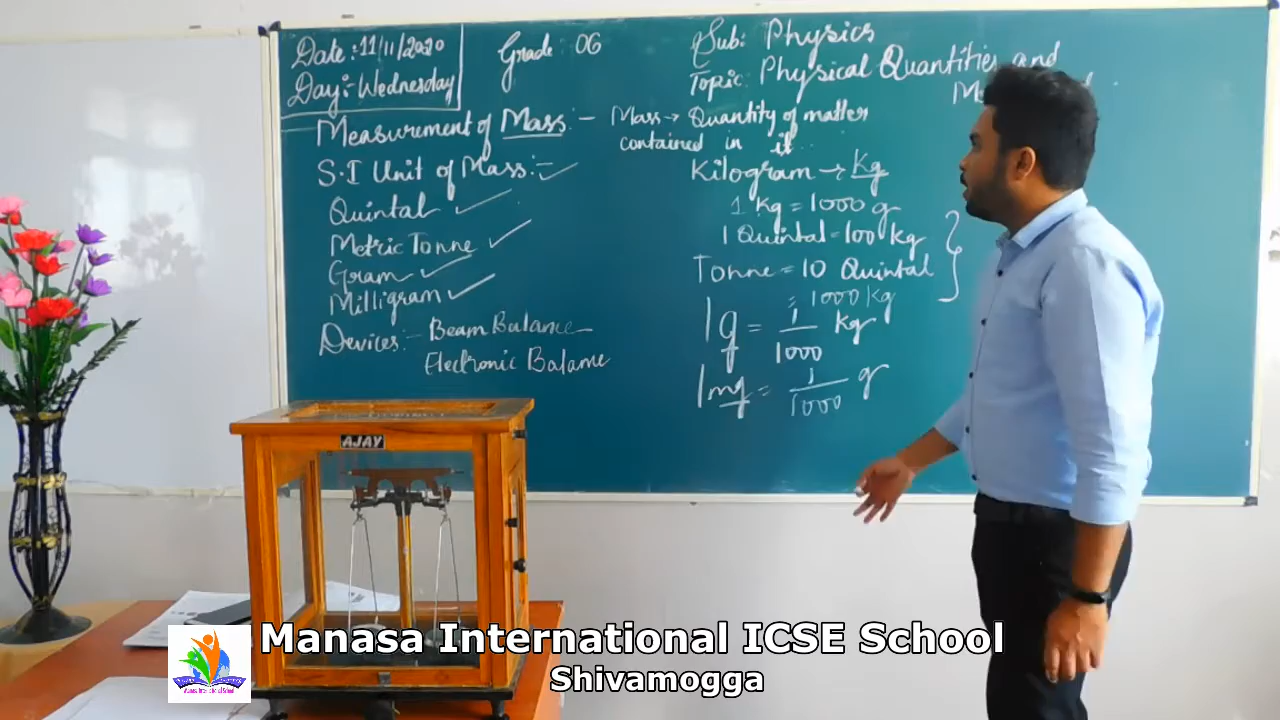 Date: 11/11/2020
Day:- Wednesday
Grade: 06
Sub: Physics
Topic: Physical Quantities and
Measurement of Mass:- Mass → Quantity of matter
contained in it..
S.I Unit of Mass:- ✓ Kilogram → Kg
Quintal ✓
Metric Tonne ✓
Gram ✓
Milligram ✓
1 Kg = 1000 g
1 Quintal = 100 Kg
Tonne = 10 Quintal
= 1000 Kg
1g = 1/1000 Kg
1mg = 1/1000 g
Devices:- Beam Balance
Electronic Balance
AJAY
Manasa International ICSE School
Shivamogga